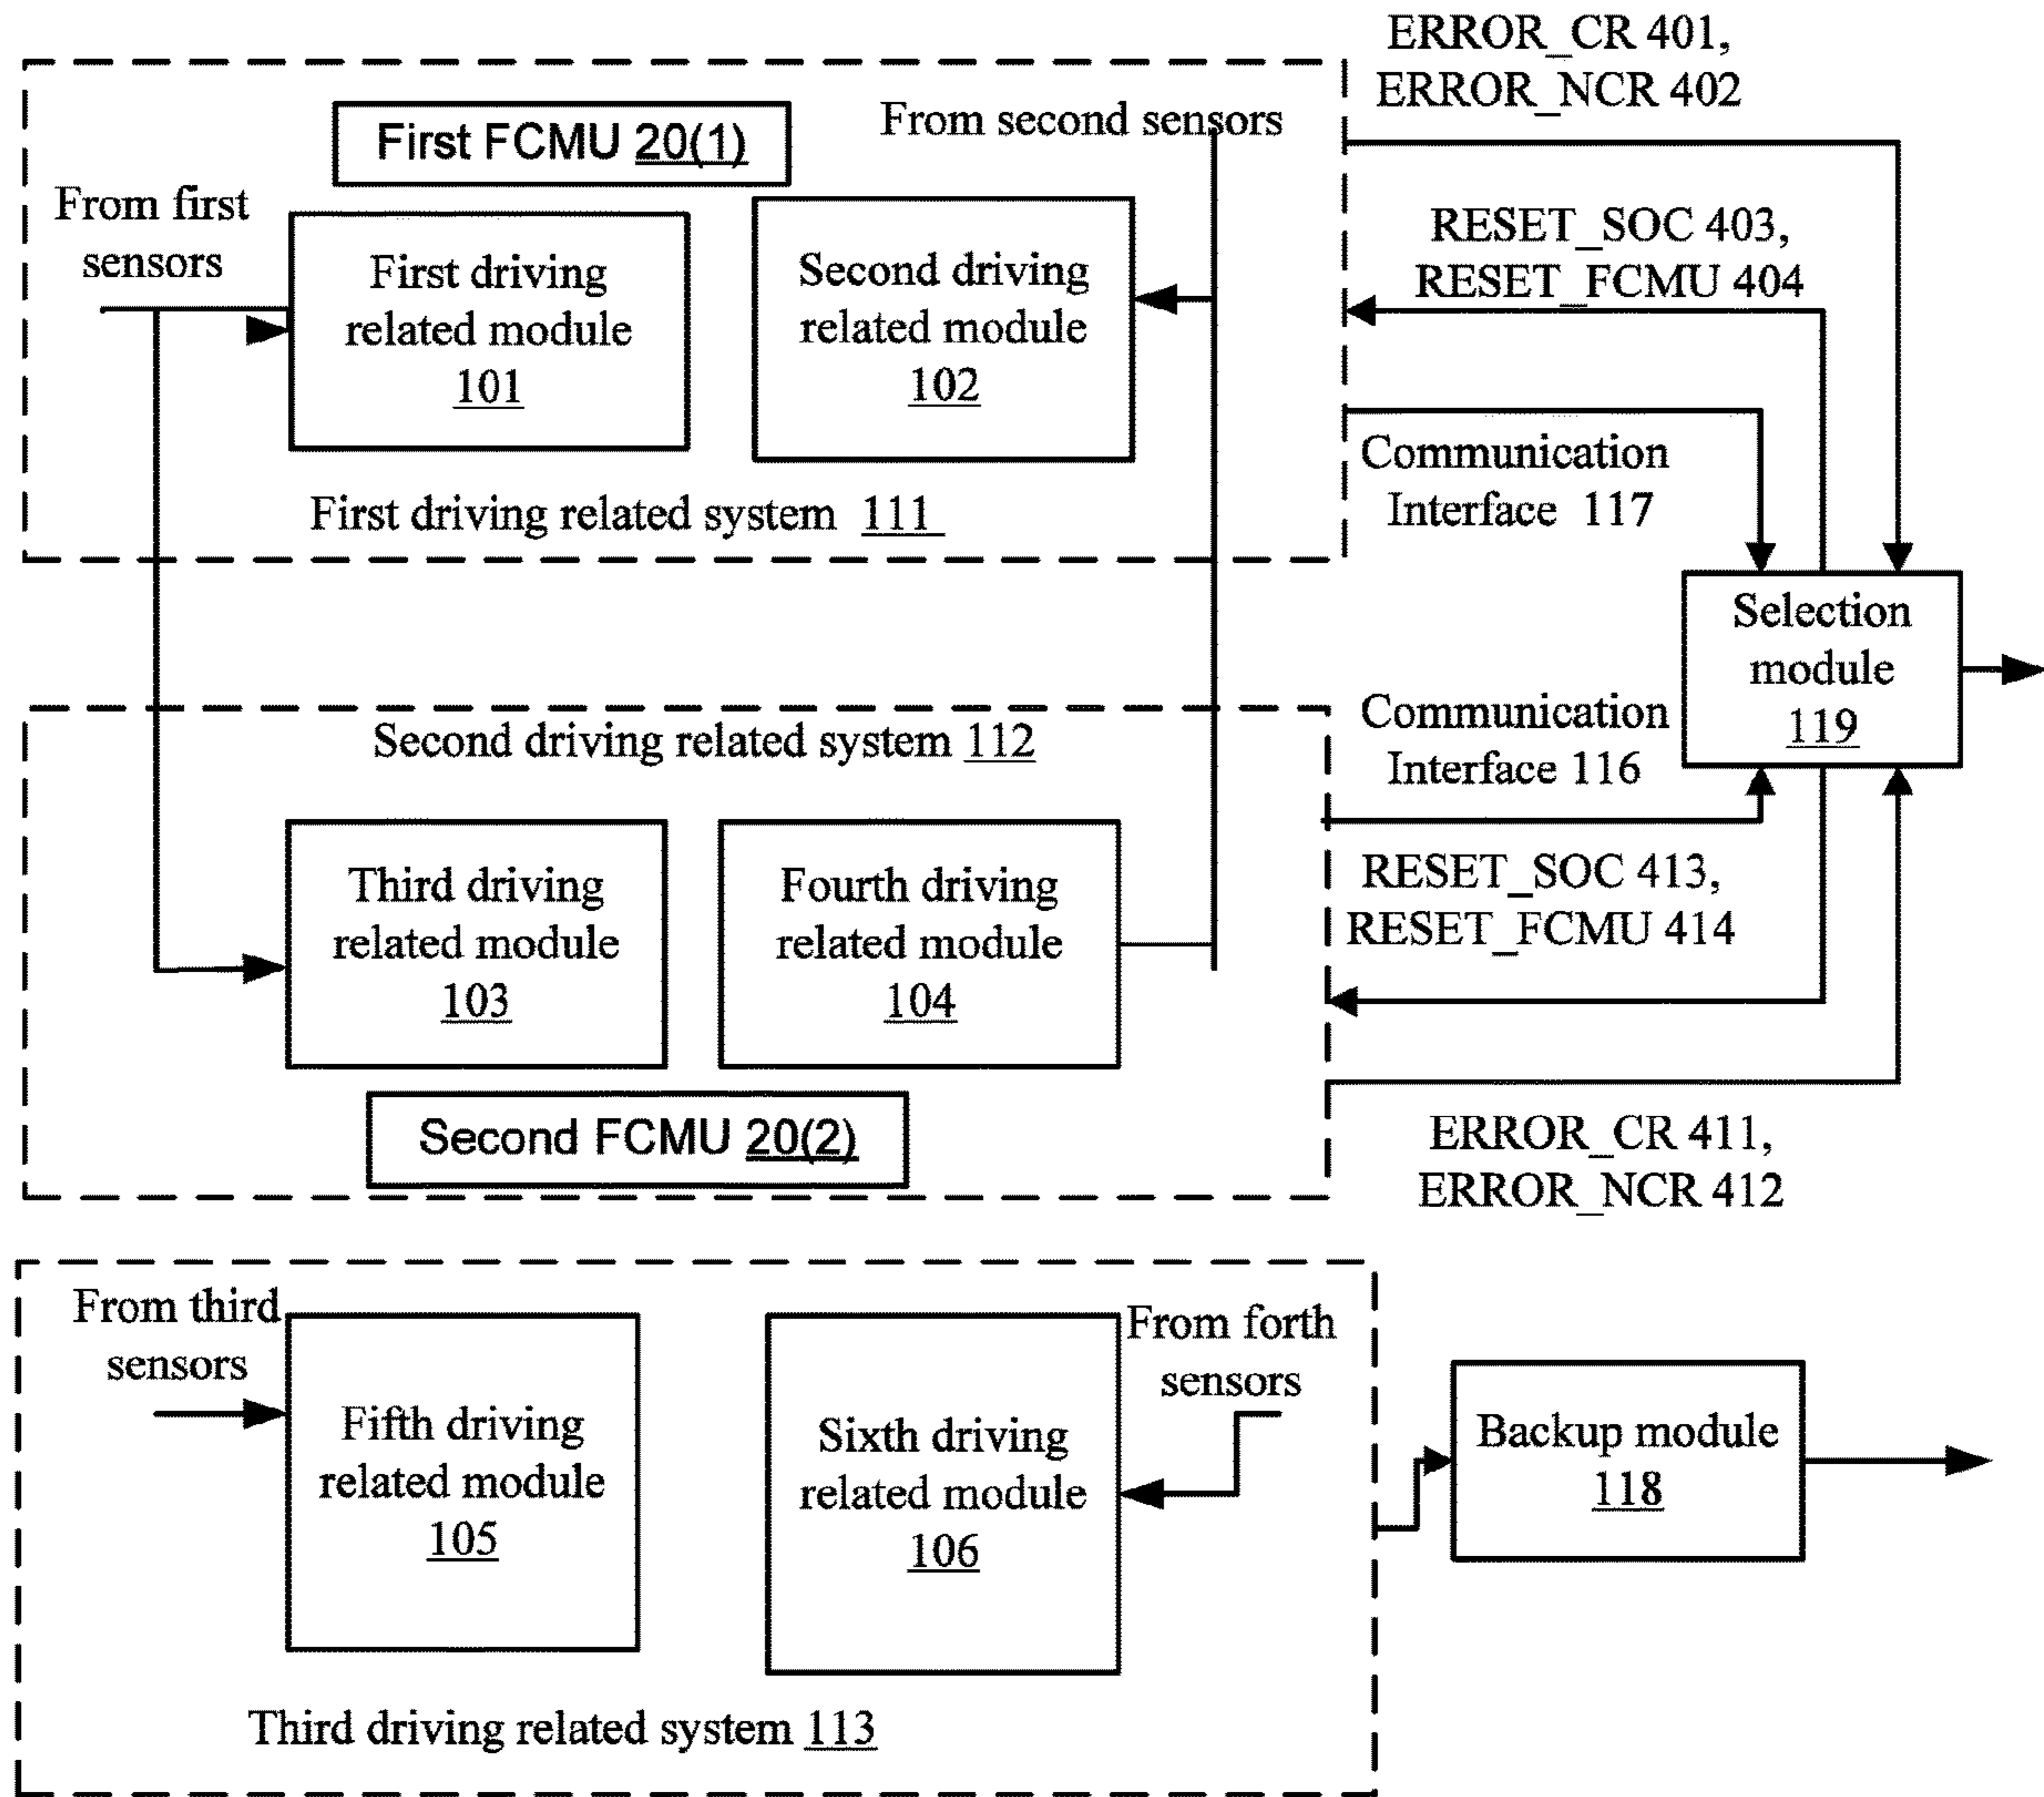 ERROR_CR 401,
ERROR_NCR 402
First FCMU 20(1)
From second sensors
From first
sensors
First driving
related module
101
Second driving
related module
102
RESET_SOC 403,
RESET_FCMU 404
Communication
Interface 117
First driving related system 111
Selection
module
119
Second driving related system 112
Communication
Interface 116
Third driving
related module
103
Fourth driving
related module
104
RESET_SOC 413,
RESET_FCMU 414
Second FCMU 20(2)
ERROR_CR 411,
ERROR_NCR 412
From third
sensors
Fifth driving
related module
105
Sixth driving
related module
106
From forth
sensors
Backup module
118
Third driving related system 113